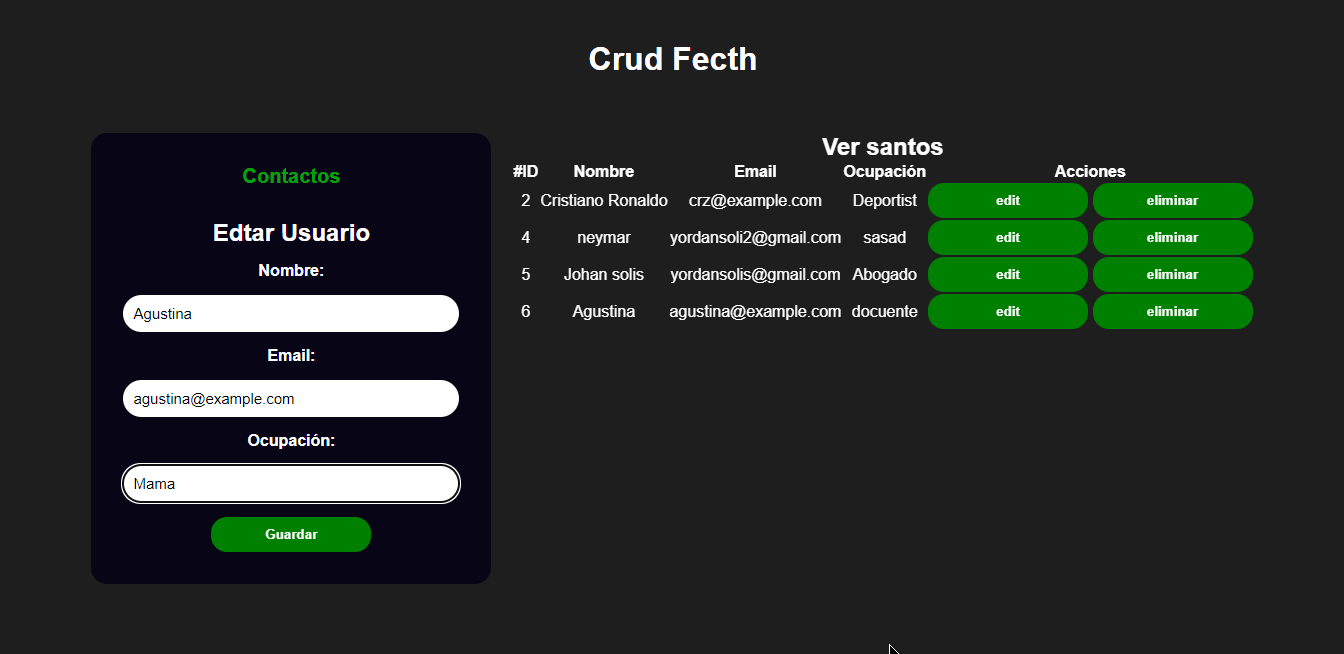 Crud Fecth
Contactos
Edtar Usuario
Nombre:
Agustina
Email:
agustina@example.com
Ocupación:
Mama
Guardar
Ver santos
#ID Nombre Email Ocupación Acciones
2 Cristiano Ronaldo crz@example.com Deportist edit eliminar
4 neymar yordansoli2@gmail.com sasad edit eliminar
5 Johan solis yordansolis@gmail.com Abogado edit eliminar
6 Agustina agustina@example.com docuente edit eliminar